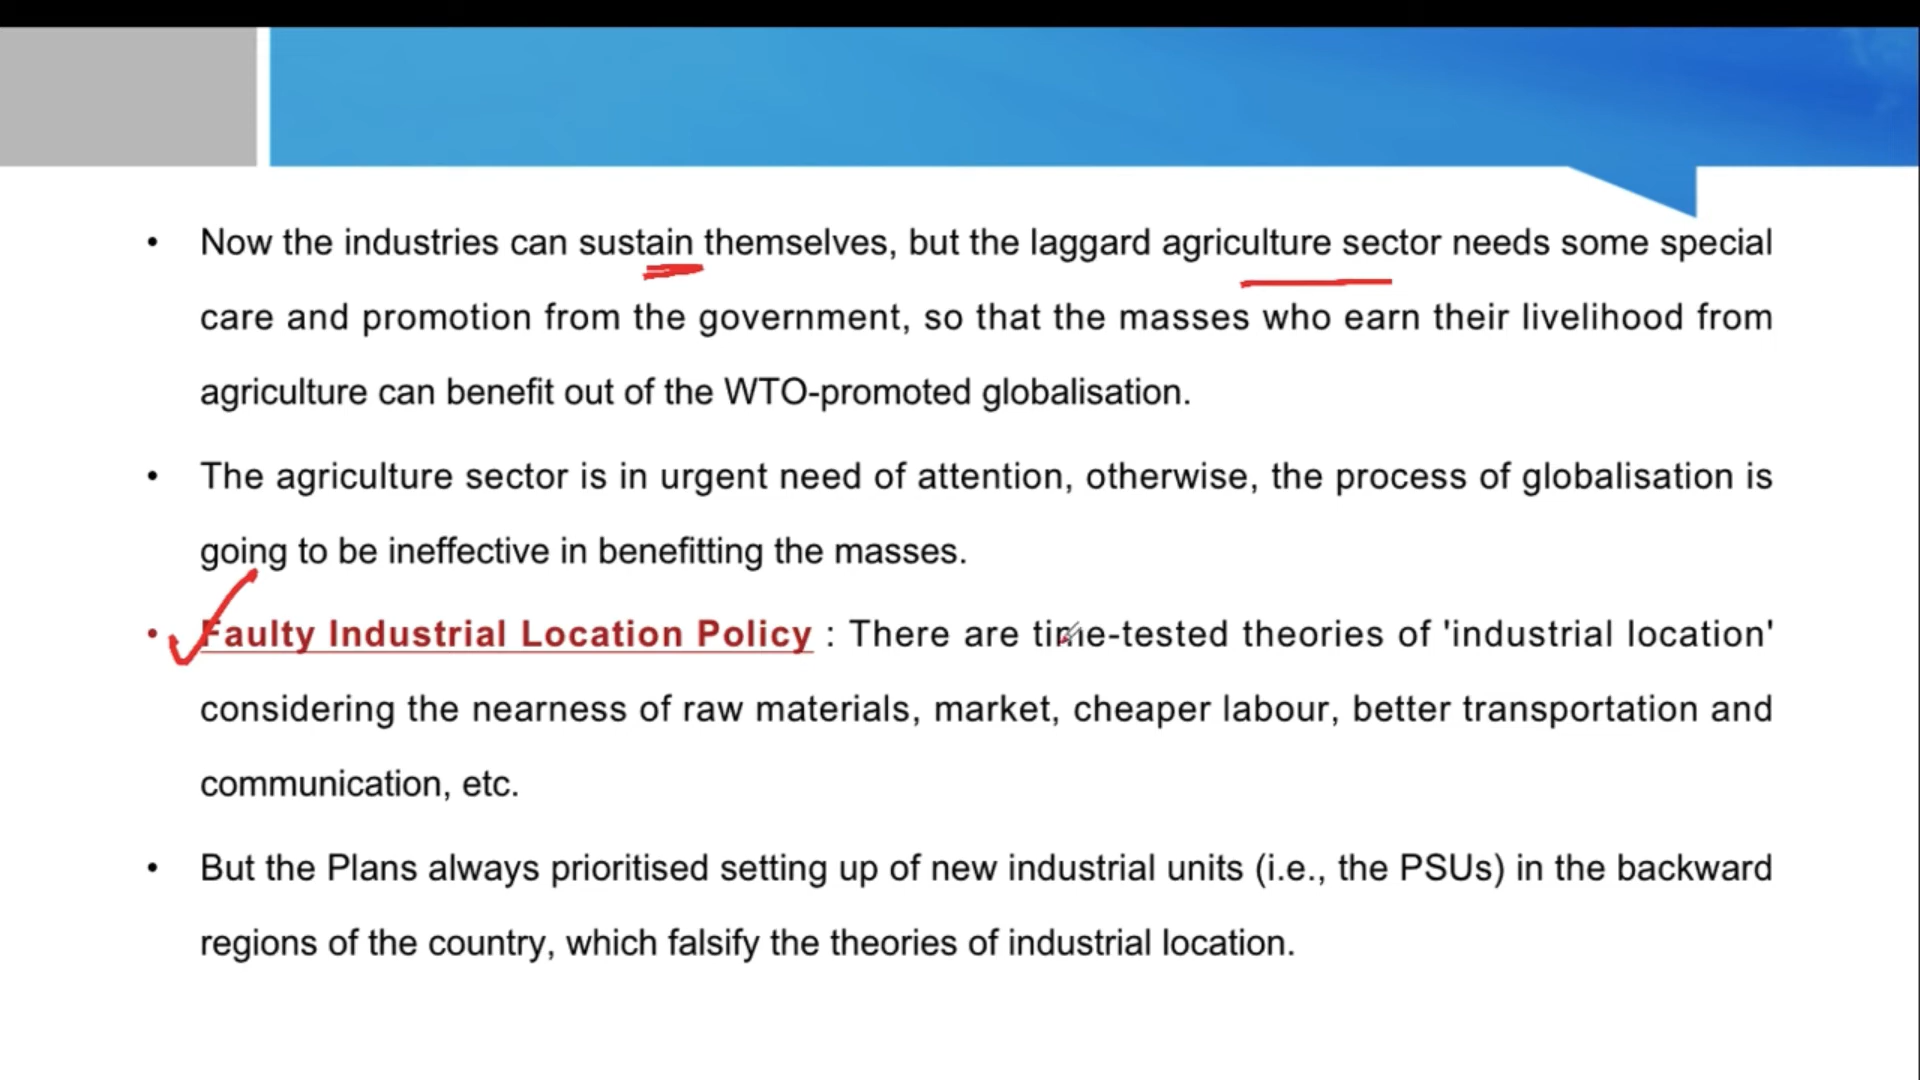 • Now the industries can sustain themselves, but the laggard agriculture sector needs some special
care and promotion from the government, so that the masses who earn their livelihood from
agriculture can benefit out of the WTO-promoted globalisation.
• The agriculture sector is in urgent need of attention, otherwise, the process of globalisation is
going to be ineffective in benefitting the masses.
• Faulty Industrial Location Policy : There are time-tested theories of 'industrial location'
considering the nearness of raw materials, market, cheaper labour, better transportation and
communication, etc.
• But the Plans always prioritised setting up of new industrial units (i.e., the PSUs) in the backward
regions of the country, which falsify the theories of industrial location.